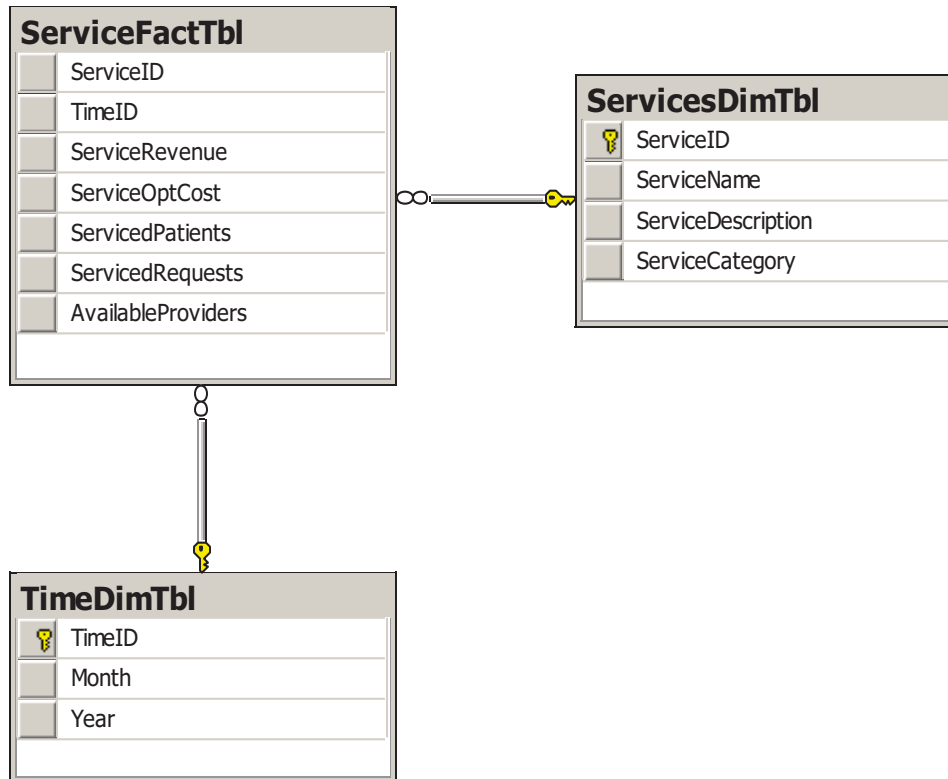 ServiceFactTbl
ServiceID
TimeID
ServiceRevenue
ServiceOptCost
ServicedPatients
ServicedRequests
AvailableProviders
ServicesDimTbl
ServiceID
ServiceName
ServiceDescription
ServiceCategory
TimeDimTbl
TimeID
Month
Year